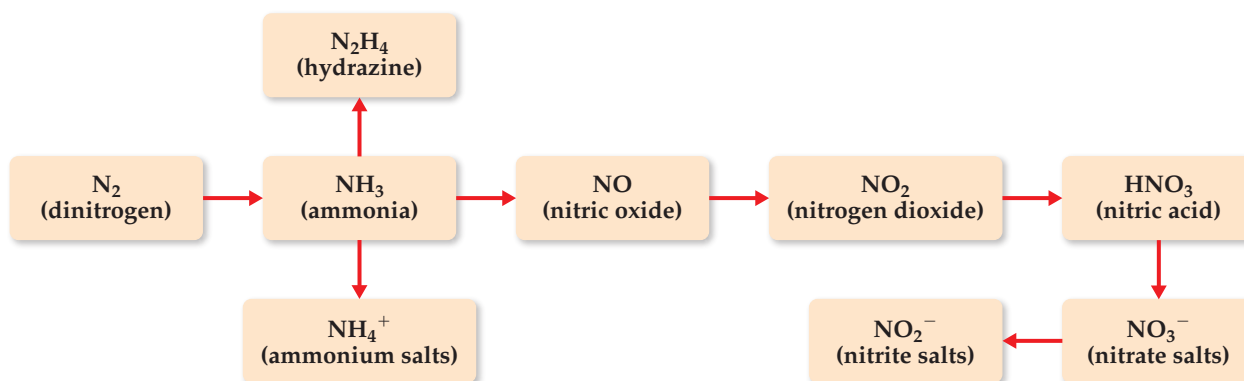 N₂H₄
(hydrazine)
N₂
(dinitrogen)
NH₃
(ammonia)
NO
(nitric oxide)
NO₂
(nitrogen dioxide)
HNO₃
(nitric acid)
NH₄⁺
(ammonium salts)
NO₂⁻
(nitrite salts)
NO₃⁻
(nitrate salts)